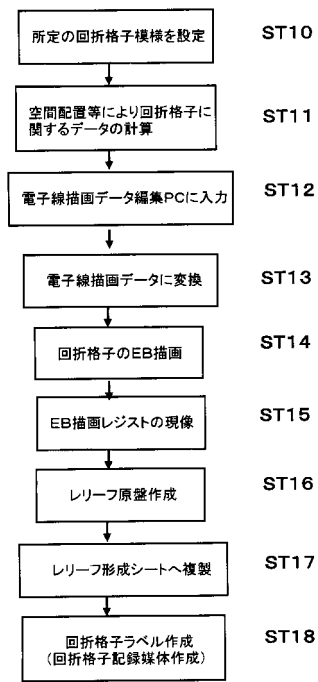 所定の回折格子模様を設定
ST10
空間配置等により回折格子に
関するデータの計算
ST11
電子線描画データ編集PCに入力
ST12
電子線描画データに変換
ST13
回折格子のEB描画
ST14
EB描画レジストの現像
ST15
レリーフ原盤作成
ST16
レリーフ形成シートへ複製
ST17
回折格子ラベル作成
(回折格子記録媒体作成)
ST18